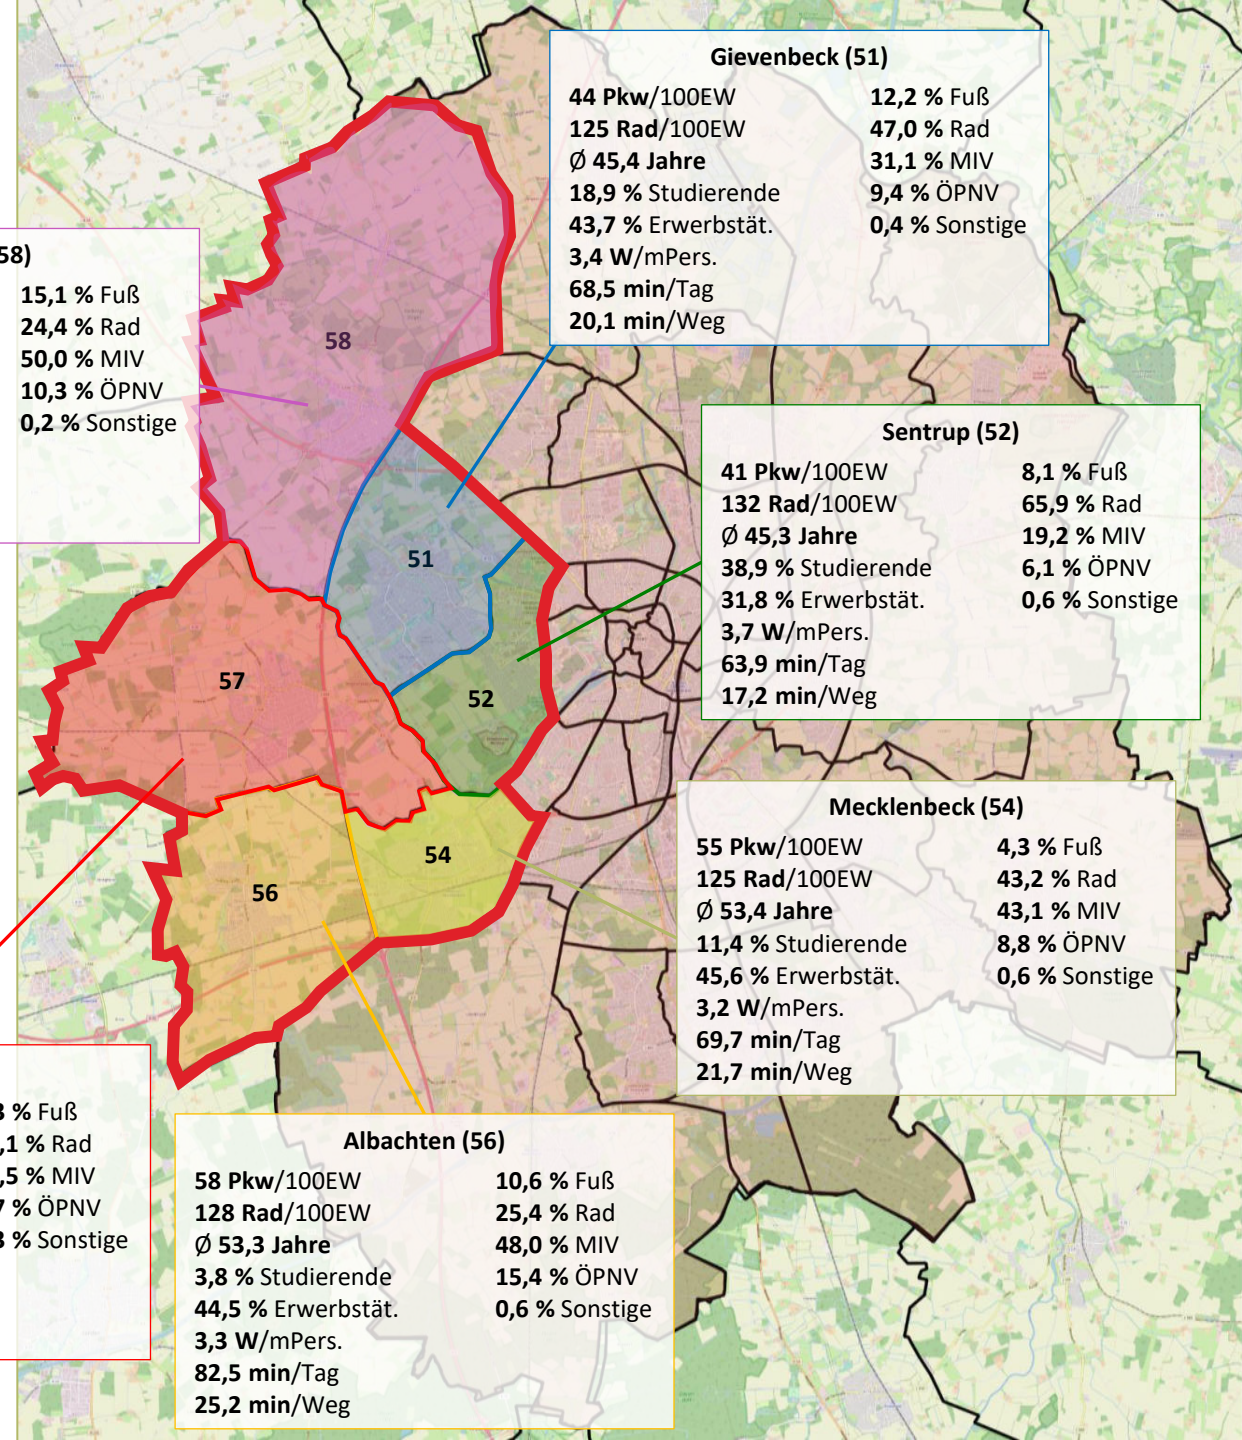 Gievenbeck (51)
44 Pkw/100EW
125 Rad/100EW
Ø 45,4 Jahre
18,9 % Studierende
43,7 % Erwerbstät.
3,4 W/mPers.
68,5 min/Tag
20,1 min/Weg
12,2 % Fuß
47,0 % Rad
31,1 % MIV
9,4 % ÖPNV
0,4 % Sonstige
58)
15,1 % Fuß
24,4 % Rad
50,0 % MIV
10,3 % ÖPNV
0,2 % Sonstige
58
51
57
52
54
56
Sentrup (52)
41 Pkw/100EW
132 Rad/100EW
Ø 45,3 Jahre
38,9 % Studierende
31,8 % Erwerbstät.
3,7 W/mPers.
63,9 min/Tag
17,2 min/Weg
8,1 % Fuß
65,9 % Rad
19,2 % MIV
6,1 % ÖPNV
0,6 % Sonstige
Mecklenbeck (54)
55 Pkw/100EW
125 Rad/100EW
Ø 53,4 Jahre
11,4 % Studierende
45,6 % Erwerbstät.
3,2 W/mPers.
69,7 min/Tag
21,7 min/Weg
4,3 % Fuß
43,2 % Rad
43,1 % MIV
8,8 % ÖPNV
0,6 % Sonstige
% Fuß
,1 % Rad
,5 % MIV
7 % ÖPNV
% Sonstige
Albachten (56)
58 Pkw/100EW
128 Rad/100EW
Ø 53,3 Jahre
3,8 % Studierende
44,5 % Erwerbstät.
3,3 W/mPers.
82,5 min/Tag
25,2 min/Weg
10,6 % Fuß
25,4 % Rad
48,0 % MIV
15,4 % ÖPNV
0,6 % Sonstige